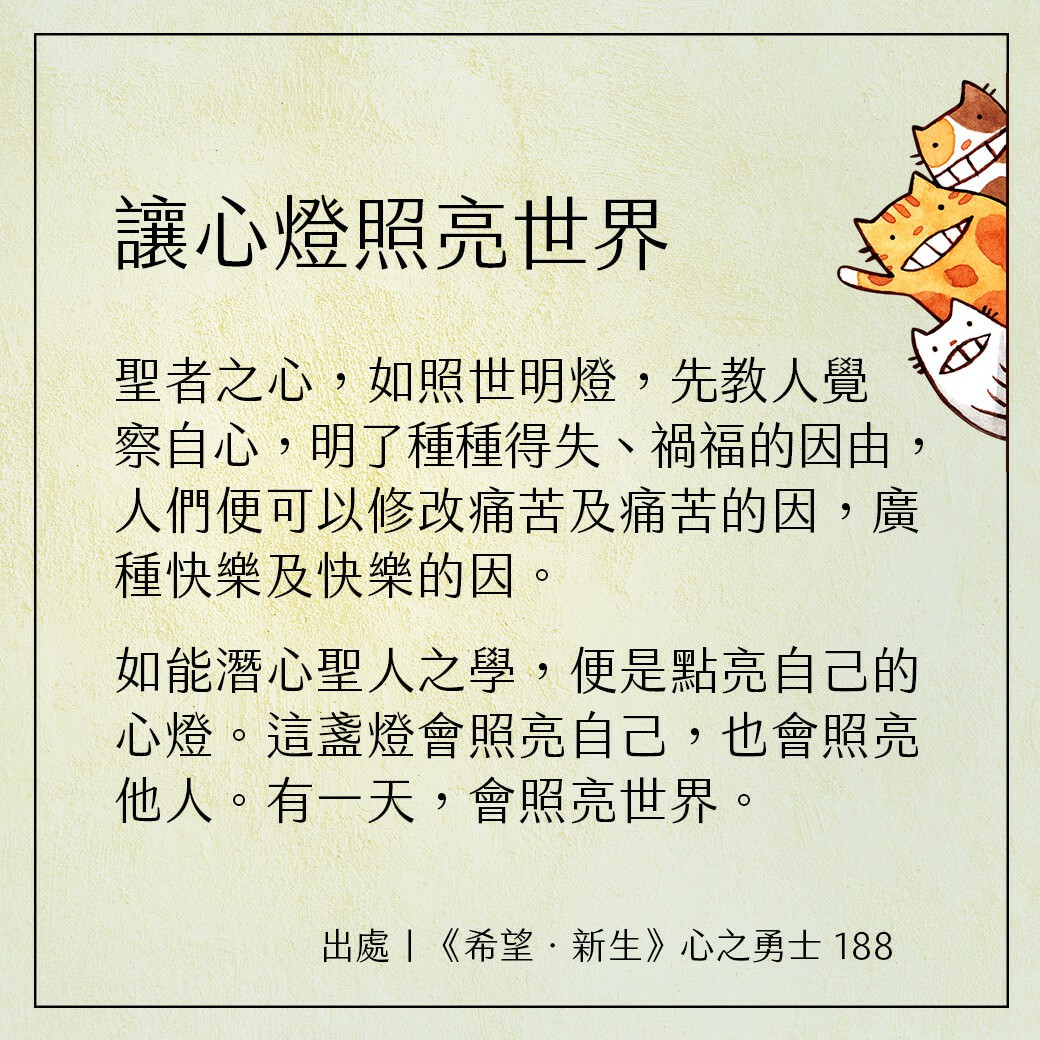 讓心燈照亮世界
聖者之心，如照世明燈，先教人覺
察自心，明了種種得失、禍福的因由，
人們便可以修改痛苦及痛苦的因，廣
種快樂及快樂的因。
如能潛心聖人之學，便是點亮自己的
心燈。這盞燈會照亮自己，也會照亮
他人。有一天，會照亮世界。
出處｜《希望．新生》心之勇士 188